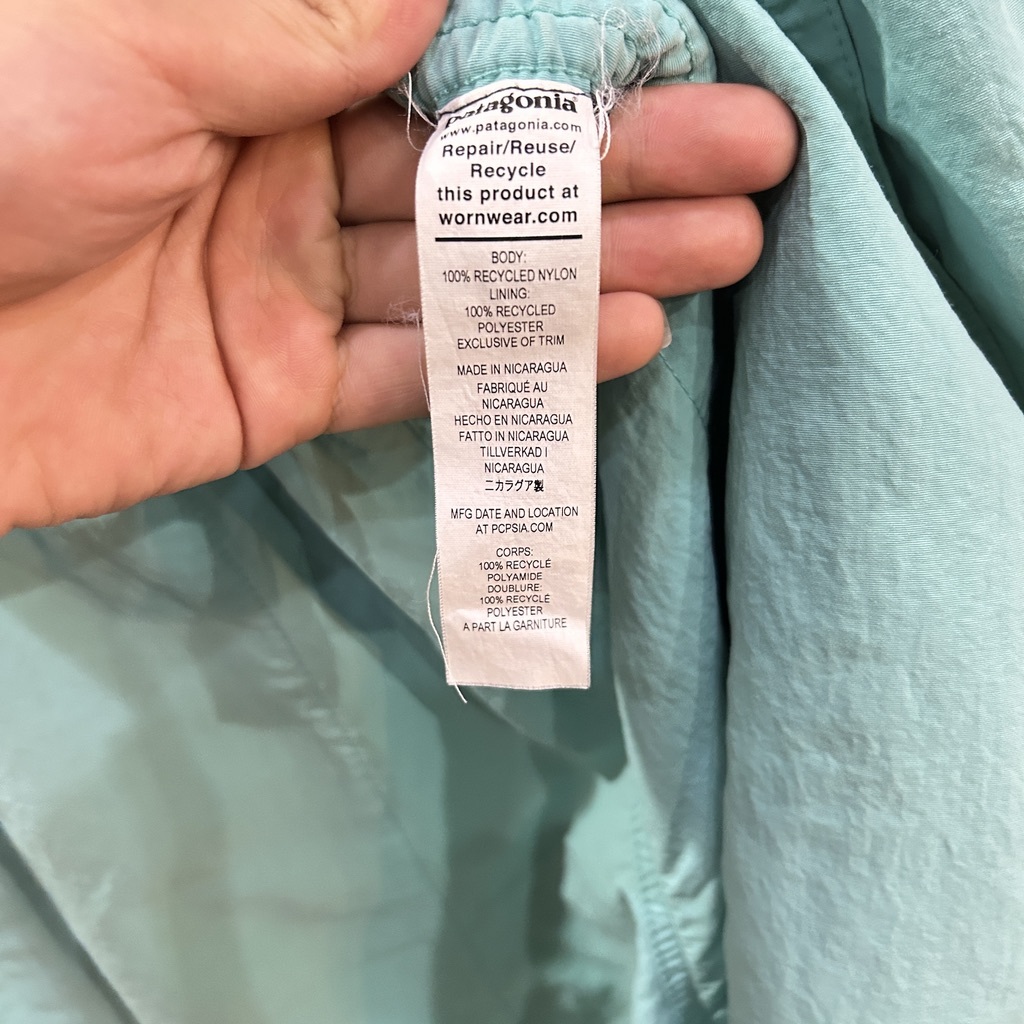 patagonia
www.patagonia.com
Repair/Reuse/
Recycle
this product at
wornwear.com
BODY:
100% RECYCLED NYLON
LINING:
100% RECYCLED
POLYESTER
EXCLUSIVE OF TRIM
MADE IN NICARAGUA
FABRIQUÉ AU
NICARAGUA
HECHO EN NICARAGUA
FATTO IN NICARAGUA
TILLVERKAD I
NICARAGUA
ニカラグア製
MFG DATE AND LOCATION
AT PCPSIA.COM
CORPS:
100% RECYCLÉ
POLYAMIDE
DOUBLURE:
100% RECYCLÉ
POLYESTER
A PART LA GARNITURE